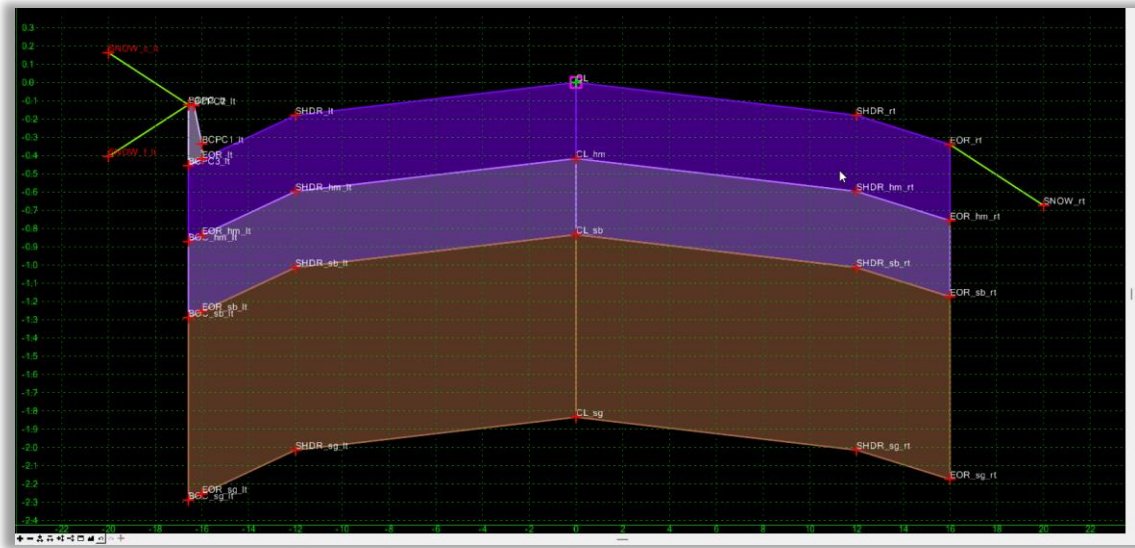 0.3
0.2
SNOW_c_lt
0.1
0.0
CL
-0.1
SHDR_lt
SHDR_rt
-0.2
-0.3
BCPC1_lt
EOR_rt
-0.4
EOR_lt
BCPC3_lt
CL_hm
-0.5
-0.6
SHDR_hm_lt
SHDR_hm_rt
SNOW_rt
-0.7
EOR_hm_rt
-0.8
EOR_hm_lt
CL_sb
-0.9
-1.0
SHDR_sb_lt
SHDR_sb_rt
-1.1
EOR_sb_rt
-1.2
EOR_sb_lt
-1.3
-1.4
-1.5
-1.6
-1.7
-1.8
CL_sg
-1.9
-2.0
SHDR_sg_lt
SHDR_sg_rt
-2.1
EOR_sg_rt
-2.2
EOR_sg_lt
-2.3
-2.4
-22 -20 -18 -16 -14 -12 -10 -8 -6 -4 -2 0 2 4 6 8 10 12 14 16 18 20 22